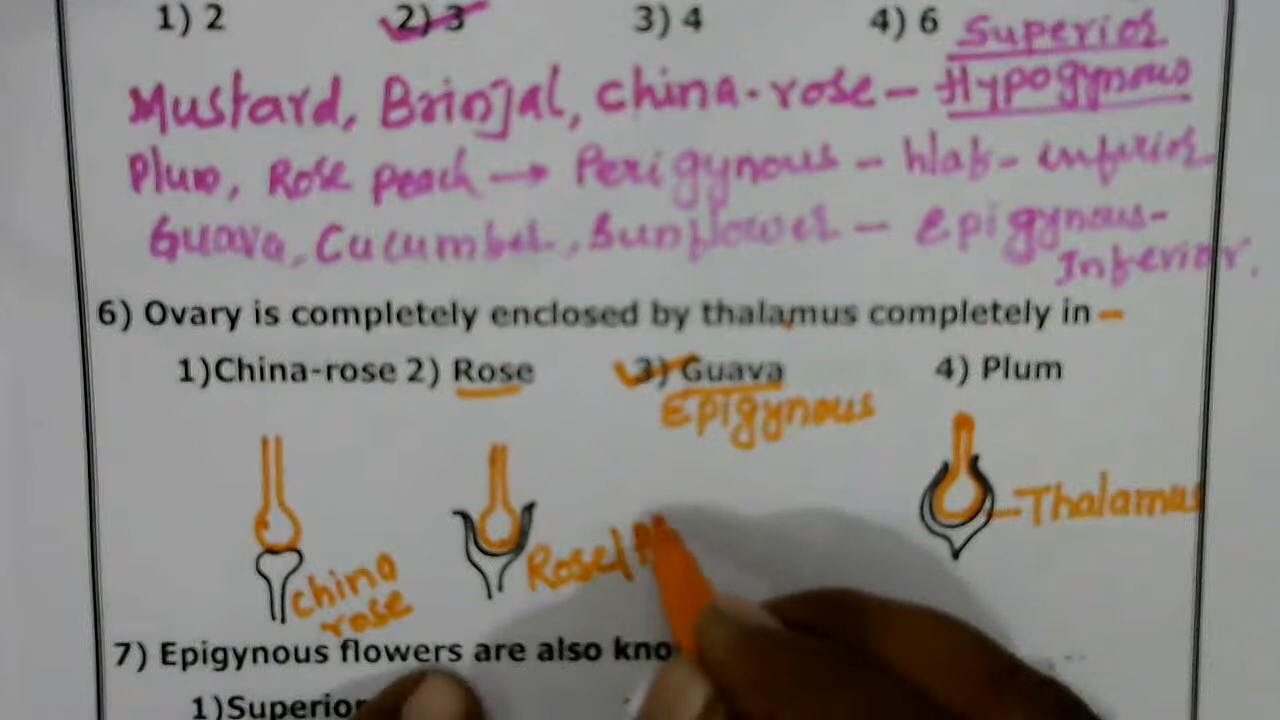 1) 2 2) 3 3) 4 4) 6 Superior
Mustard, Brinjal, China-rose - Hypogynous
Plum, Rose peach → Perigynous - hlab-inferior
Guava, Cucumber, Sunflower - Epigynous-
Inferior.
6) Ovary is completely enclosed by thalamus completely in -
1)China-rose 2) Rose 3) Guava 4) Plum
Epigynous
Thalamus
Rose|
China
rose
7) Epigynous flowers are also kno
1)Superior